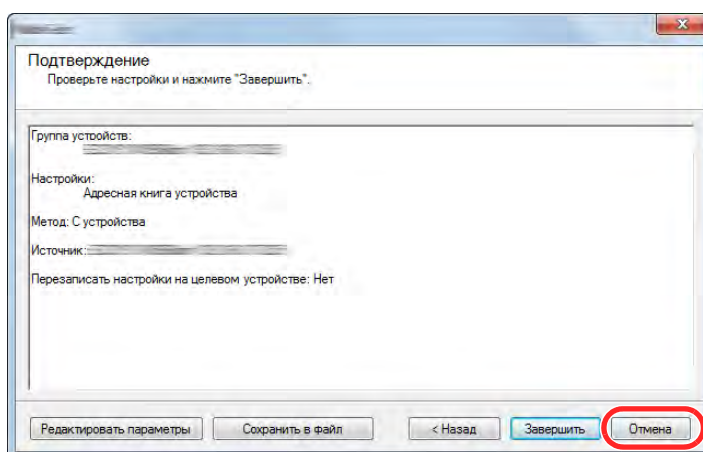 Подтверждение
Проверьте настройки и нажмите "Завершить".
Группа устройств:
Настройки:
Адресная книга устройства
Метод: С устройства
Источник:
Перезаписать настройки на целевом устройстве: Нет
Редактировать параметры Сохранить в файл < Назад Завершить Отмена